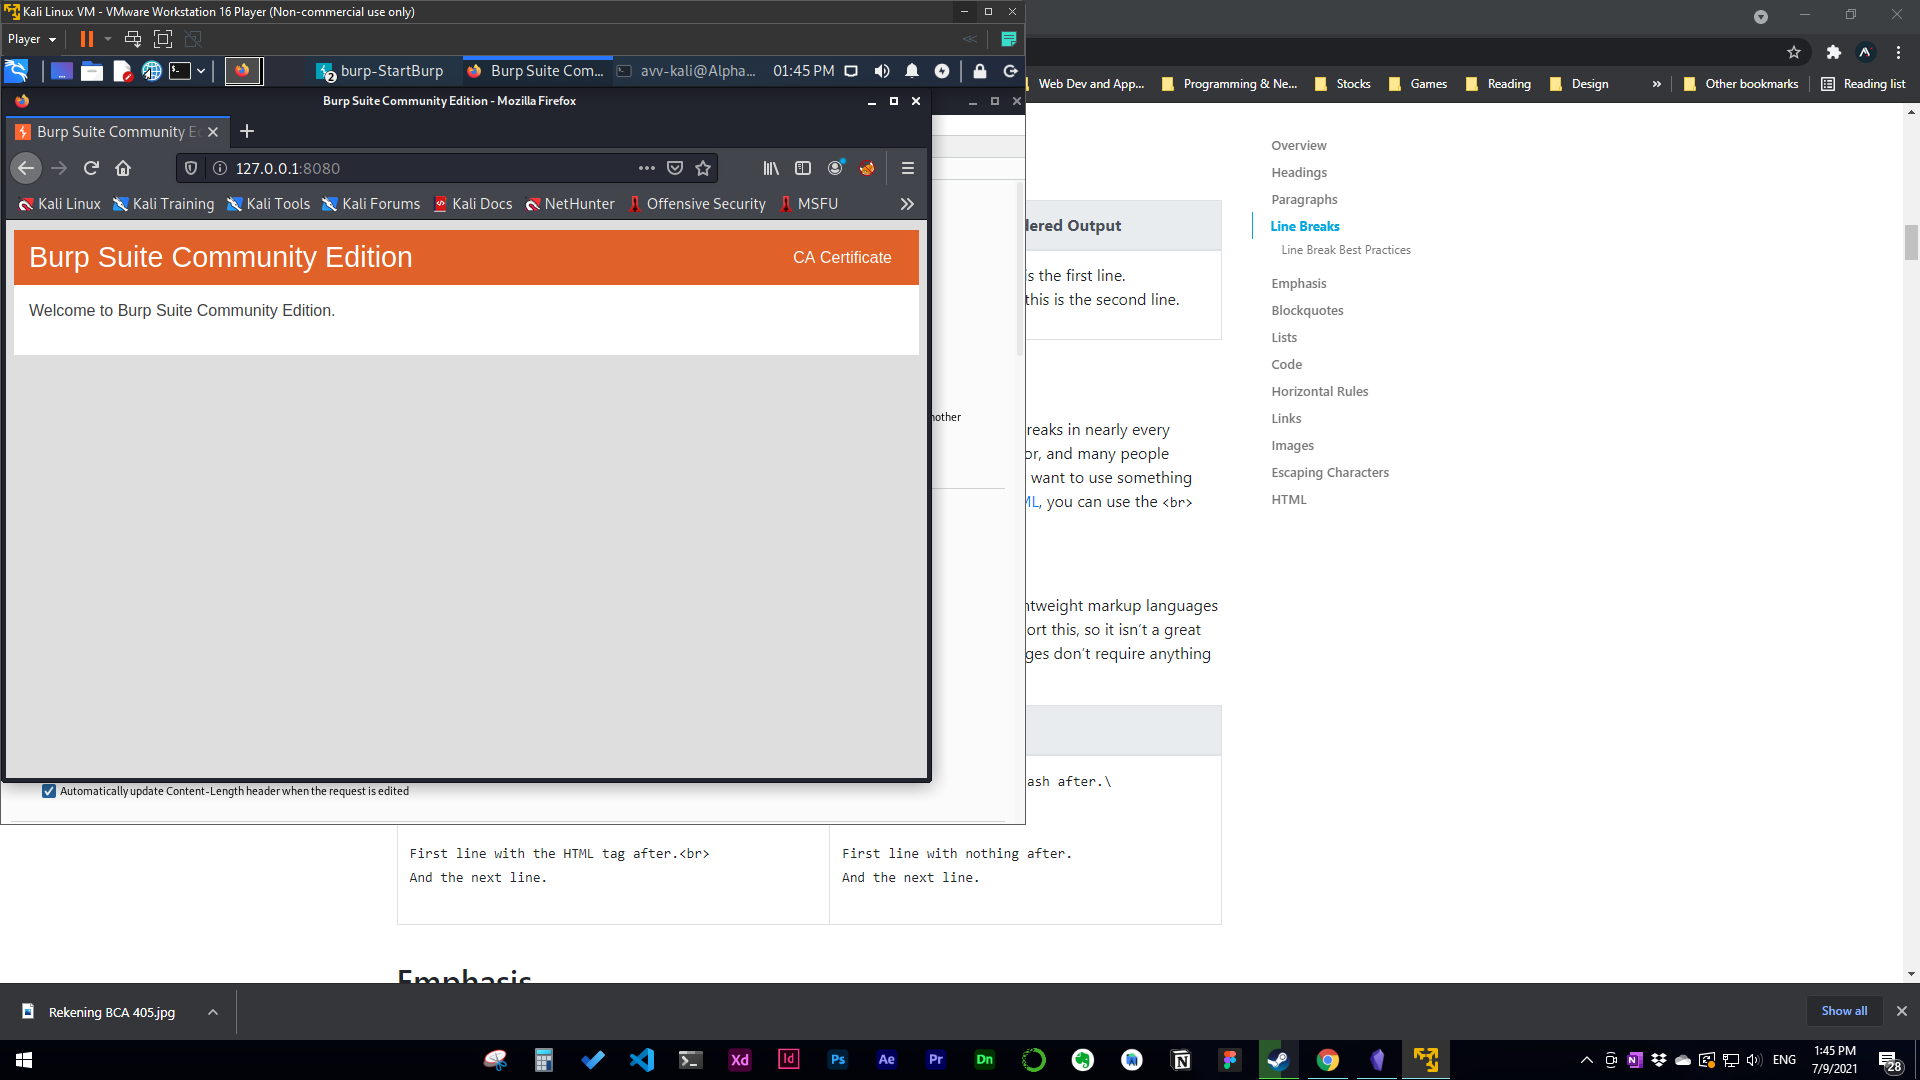 Kali Linux VM - VMware Workstation 16 Player (Non-commercial use only)
Player
burp-StartBurp
Burp Suite Com...
avv-kali@Alpha...
01:45 PM
Burp Suite Community Edition - Mozilla Firefox
Burp Suite Community E
127.0.0.1:8080
Kali Linux
Kali Training
Kali Tools
Kali Forums
Kali Docs
NetHunter
Offensive Security
MSFU
Burp Suite Community Edition
CA Certificate
Welcome to Burp Suite Community Edition.
nother
Automatically update Content-Length header when the request is edited
Web Dev and App...
Programming & Ne...
Stocks
Games
Reading
Design
Other bookmarks
Reading list
dered Output
is the first line.
this is the second line.
reaks in nearly every
or, and many people
want to use something
ML, you can use the <br>
ntweight markup languages
ort this, so it isn't a great
ges don't require anything
ash after.\
First line with the HTML tag after.<br>
And the next line.
First line with nothing after.
And the next line.
Emphasis
Overview
Headings
Paragraphs
Line Breaks
Line Break Best Practices
Emphasis
Blockquotes
Lists
Code
Horizontal Rules
Links
Images
Escaping Characters
HTML
Rekening BCA 405.jpg
Show all
Xd
Id
Ps
Ae
Pr
Dn
ENG
1:45 PM
7/9/2021
28